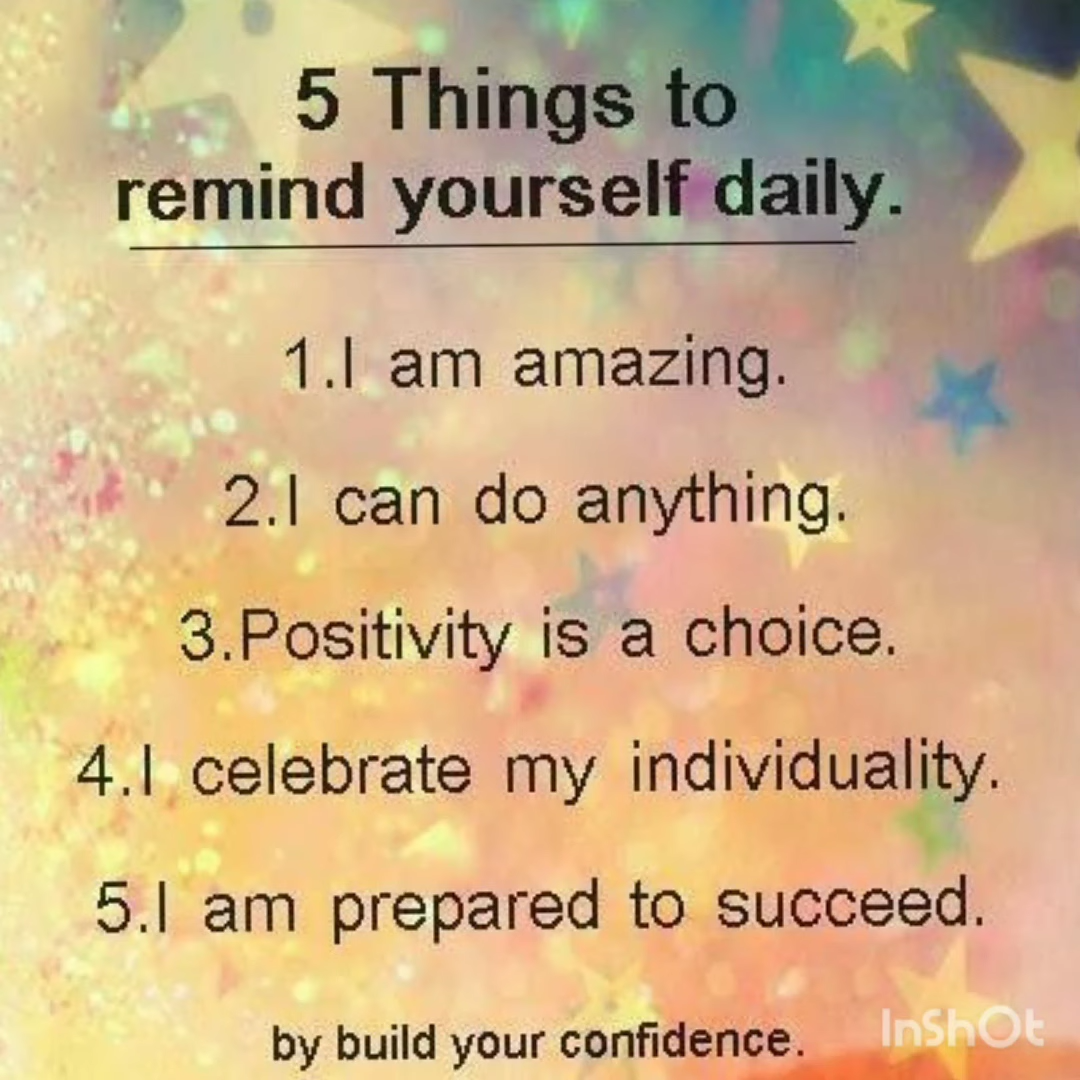 5 Things to
remind yourself daily.
1.I am amazing.
2.I can do anything.
3.Positivity is a choice.
4.I celebrate my individuality.
5.I am prepared to succeed.
by build your confidence.
InShOt